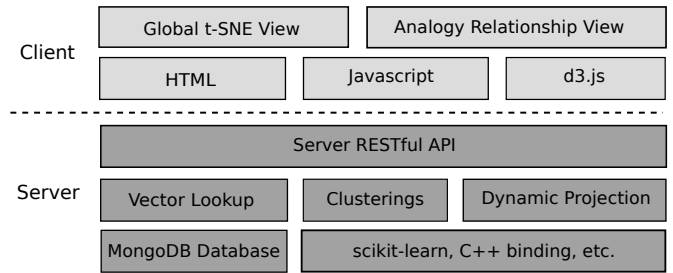 Client
Global t-SNE View
Analogy Relationship View
HTML
Javascript
d3.js
Server
Server RESTful API
Vector Lookup
Clusterings
Dynamic Projection
MongoDB Database
scikit-learn, C++ binding, etc.